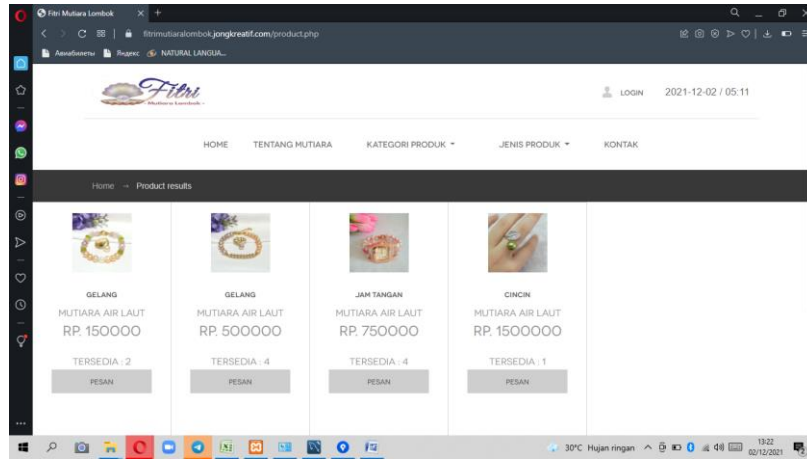 Fitri Mutiara Lombok
fitrimutiaralombok.jongkreatif.com/product.php
Авиабилеты Яндекс NATURAL LANGUA...
Fitri
Mutiara Lombok
LOGIN 2021-12-02 / 05:11
HOME TENTANG MUTIARA KATEGORI PRODUK JENIS PRODUK KONTAK
Home → Product results
GELANG GELANG JAM TANGAN CINCIN
MUTIARA AIR LAUT MUTIARA AIR LAUT MUTIARA AIR LAUT MUTIARA AIR LAUT
RP. 150000 RP. 500000 RP. 750000 RP. 1500000
TERSEDIA : 2 TERSEDIA : 4 TERSEDIA : 4 TERSEDIA : 1
PESAN PESAN PESAN PESAN
30°C Hujan ringan 13:22
02/12/2021